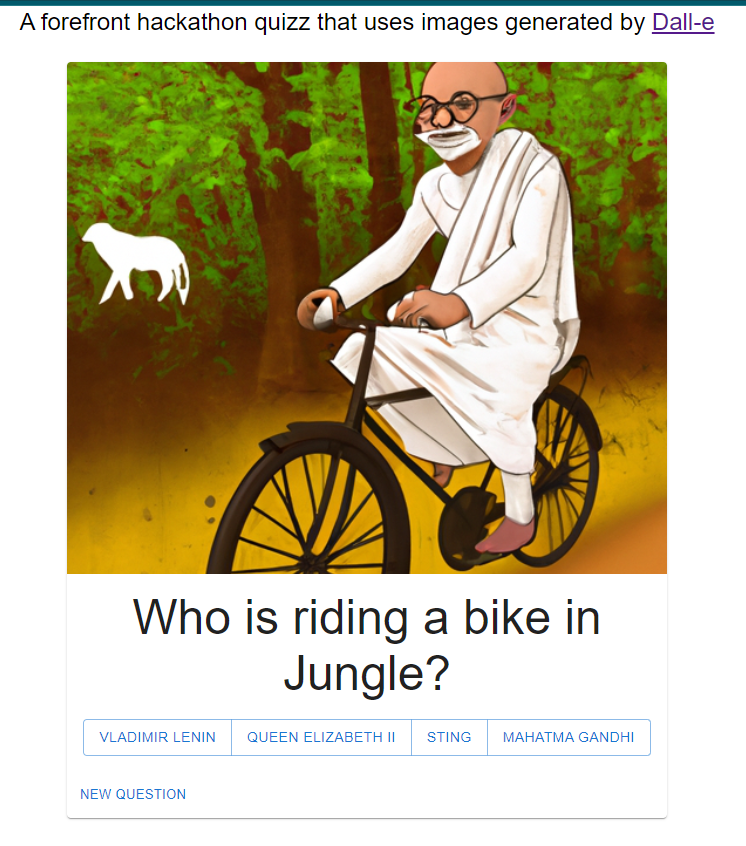 A forefront hackathon quizz that uses images generated by Dall-e
Who is riding a bike in
Jungle?
VLADIMIR LENIN QUEEN ELIZABETH II STING MAHATMA GANDHI
NEW QUESTION